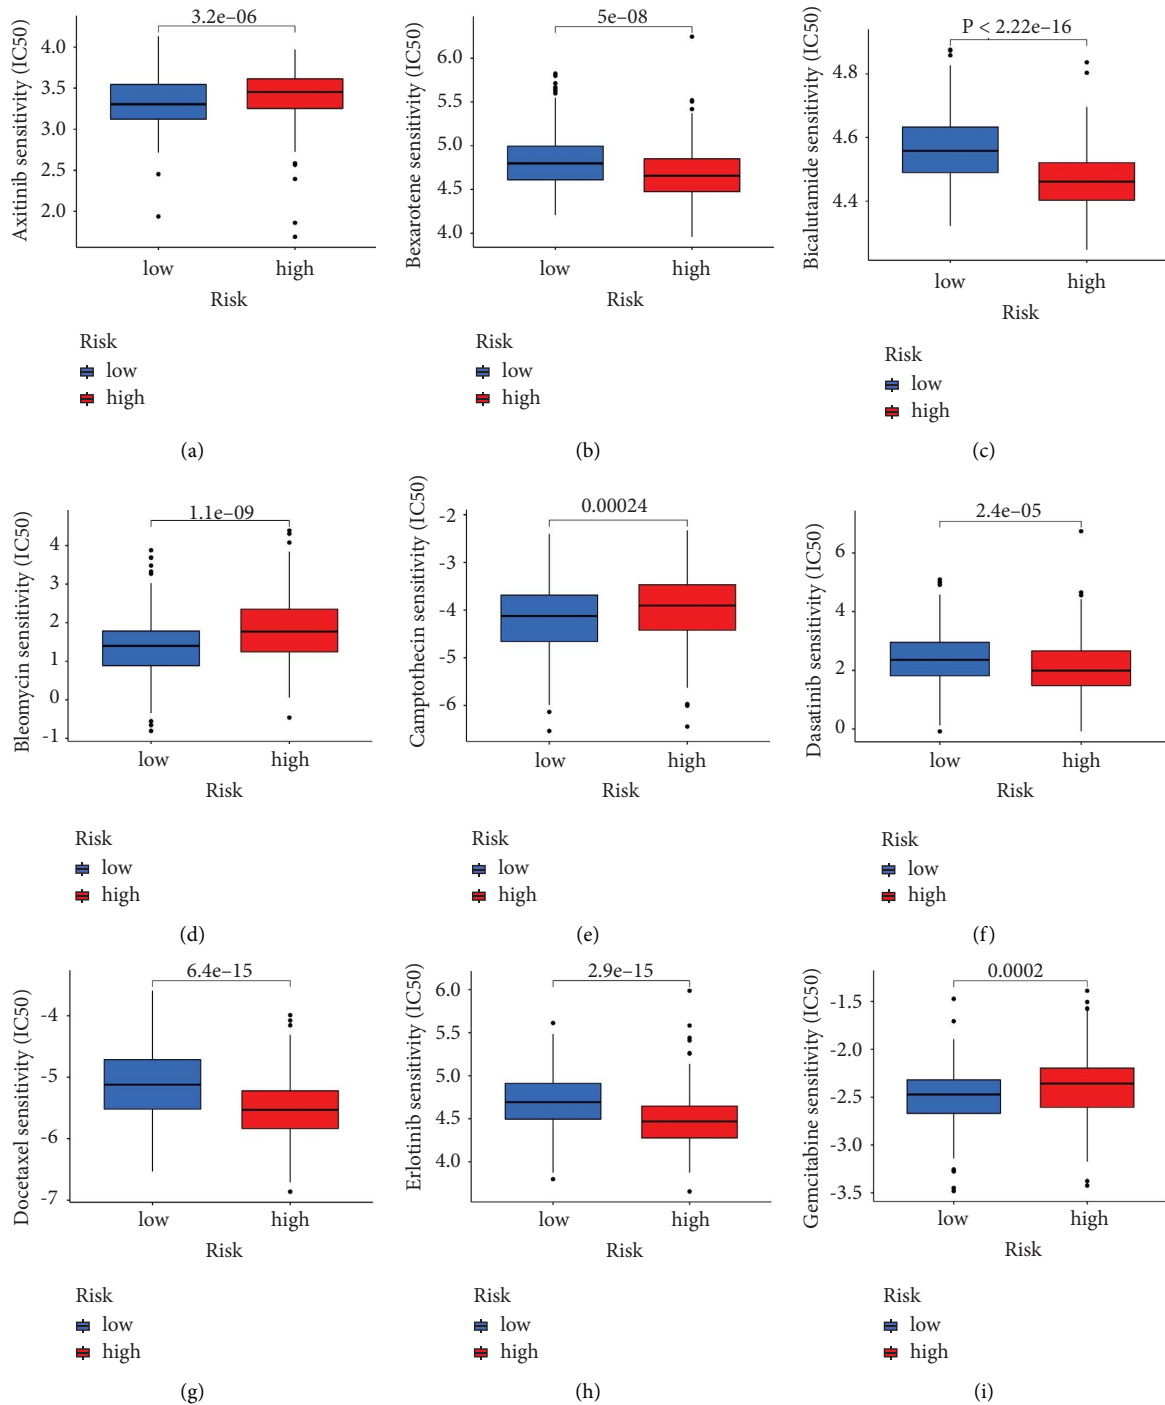 3.2e–06
Axitinib sensitivity (IC50)
4.0
3.5
3.0
2.5
2.0
low
high
Risk
Risk
low
high
(a)
5e–08
Bexarotene sensitivity (IC50)
6.0
5.5
5.0
4.5
4.0
low
high
Risk
Risk
low
high
(b)
P < 2.22e–16
Bicalutamide sensitivity (IC50)
4.8
4.6
4.4
low
high
Risk
Risk
low
high
(c)
1.1e–09
Bleomycin sensitivity (IC50)
4
3
2
1
0
-1
low
high
Risk
Risk
low
high
(d)
0.00024
Camptothecin sensitivity (IC50)
-2
-3
-4
-5
-6
low
high
Risk
Risk
low
high
(e)
2.4e–05
Dasatinib sensitivity (IC50)
6
4
2
0
low
high
Risk
Risk
low
high
(f)
6.4e–15
Docetaxel sensitivity (IC50)
-4
-5
-6
-7
low
high
Risk
Risk
low
high
(g)
2.9e–15
Erlotinib sensitivity (IC50)
6.0
5.5
5.0
4.5
4.0
low
high
Risk
Risk
low
high
(h)
0.0002
Gemcitabine sensitivity (IC50)
-1.5
-2.0
-2.5
-3.0
-3.5
low
high
Risk
Risk
low
high
(i)